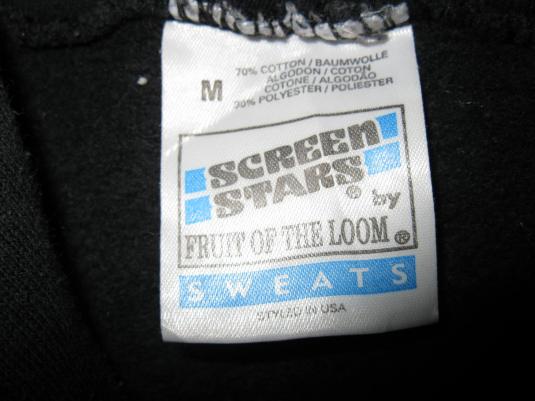 M
70% COTTON / BAUMWOLLE
ALGODON / COTON
COTONE / ALGODÃO
30% POLYESTER / POLIESTER
SCREEN
STARS ® by
FRUIT OF THE LOOM ®
SWEATS
STYLED IN USA